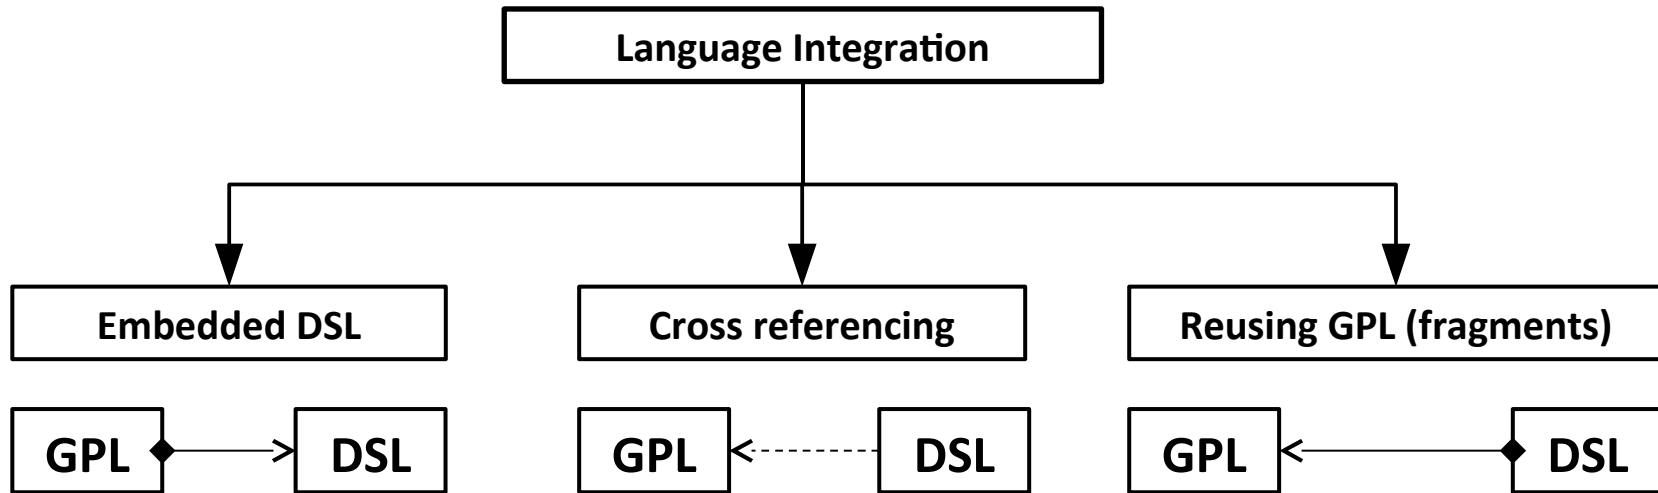 Language Integration
Embedded DSL
Cross referencing
Reusing GPL (fragments)
GPL
DSL
GPL
DSL
GPL
DSL